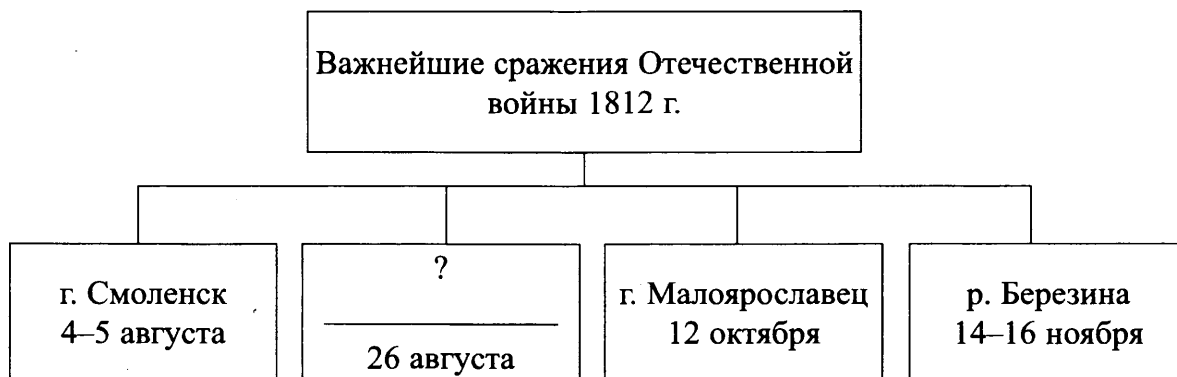 Важнейшие сражения Отечественной
войны 1812 г.
г. Смоленск
4–5 августа
?
26 августа
г. Малоярославец
12 октября
р. Березина
14–16 ноября